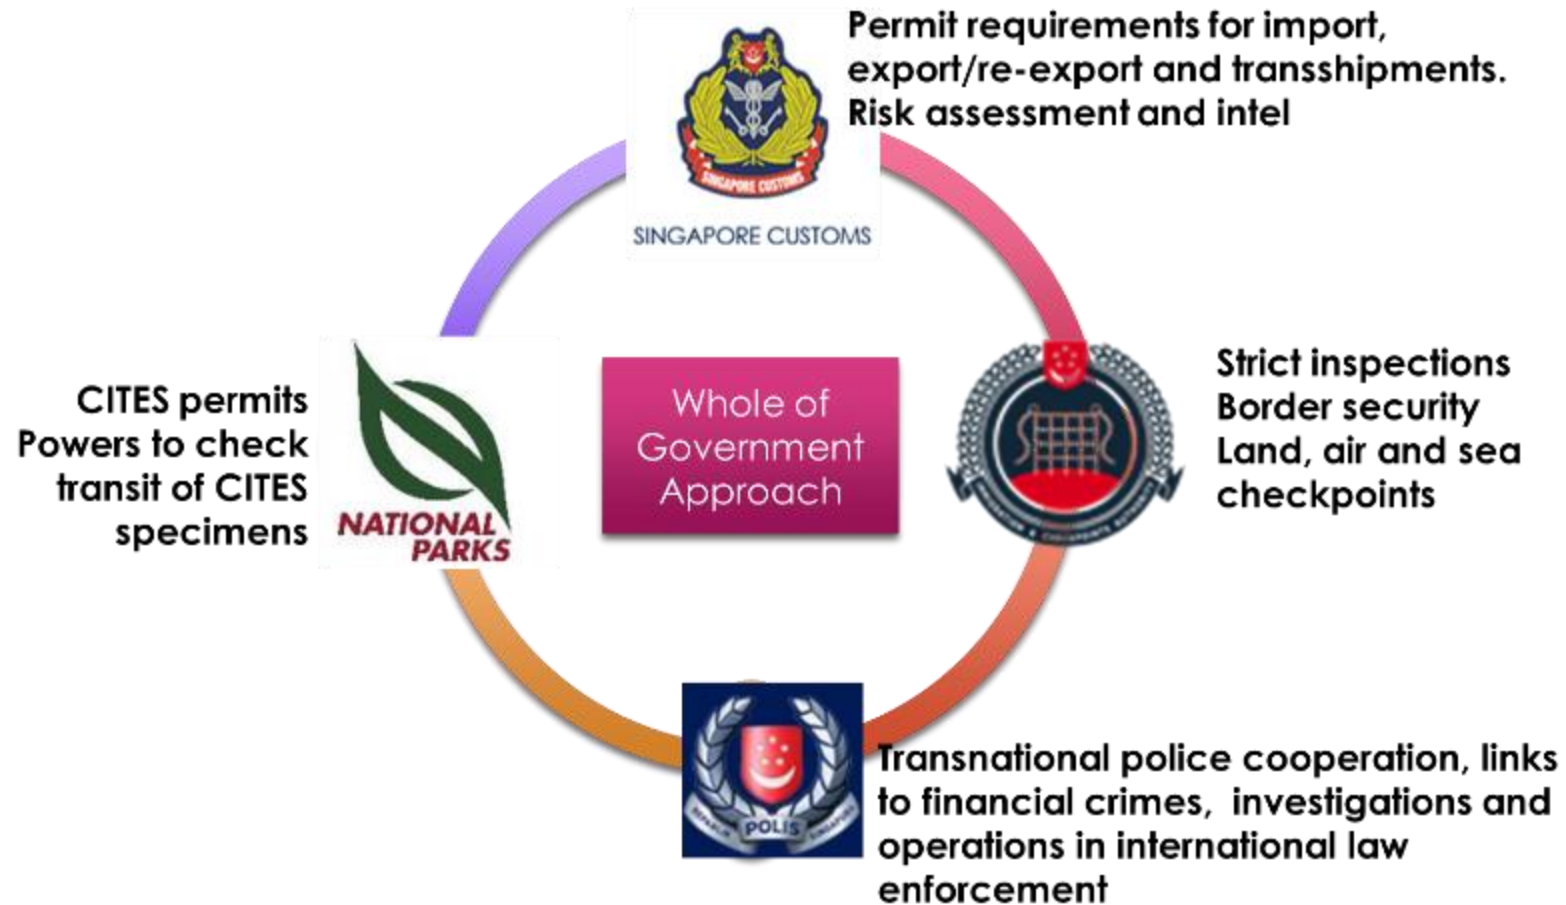 Permit requirements for import,
export/re-export and transshipments.
Risk assessment and intel
SINGAPORE CUSTOMS
SINGAPORE CUSTOMS
CITES permits
Powers to check
transit of CITES
specimens
NATIONAL
PARKS
Whole of
Government
Approach
Strict inspections
Border security
Land, air and sea
checkpoints
POLIS
Transnational police cooperation, links
to financial crimes,  investigations and
operations in international law
enforcement